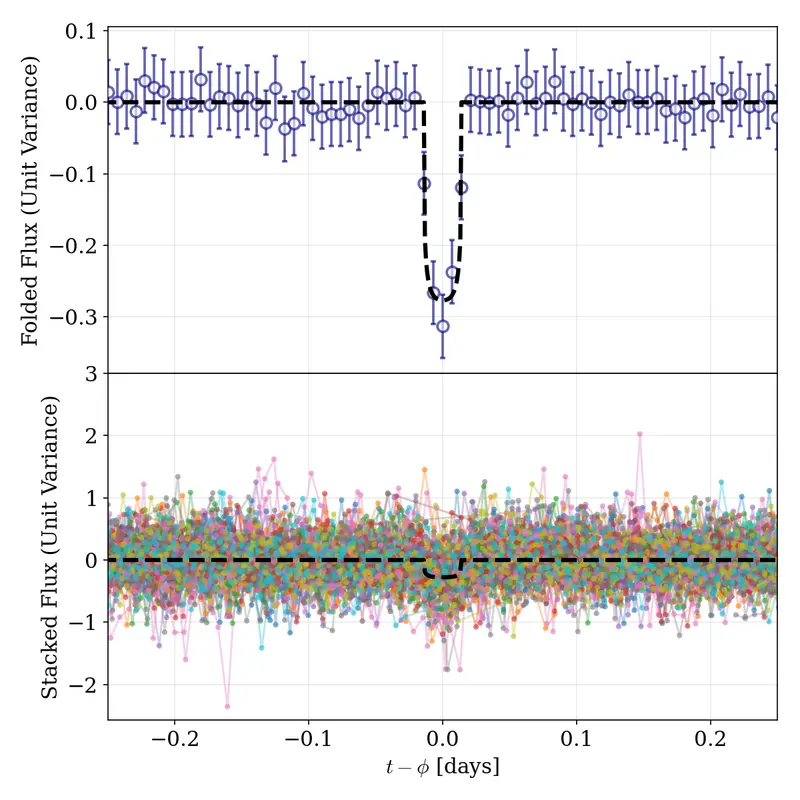 Folded Flux (Unit Variance)
0.1
0.0
−0.1
−0.2
−0.3
Stacked Flux (Unit Variance)
3
2
1
0
−1
−2
−0.2 −0.1 0.0 0.1 0.2
t − ϕ [days]